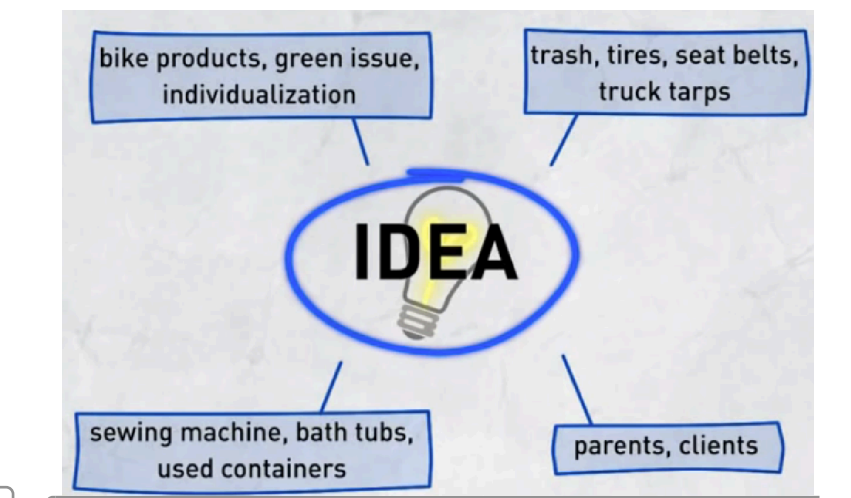 bike products, green issue,
individualization
trash, tires, seat belts,
truck tarps
IDEA
sewing machine, bath tubs,
used containers
parents, clients